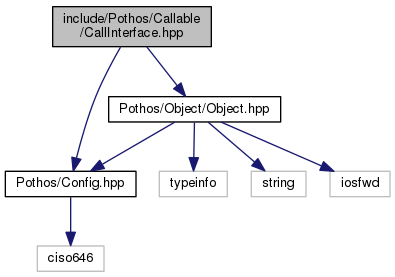 include/Pothos/Callable
/CallInterface.hpp
Pothos/Object/Object.hpp
Pothos/Config.hpp
typeinfo
string
iosfwd
ciso646